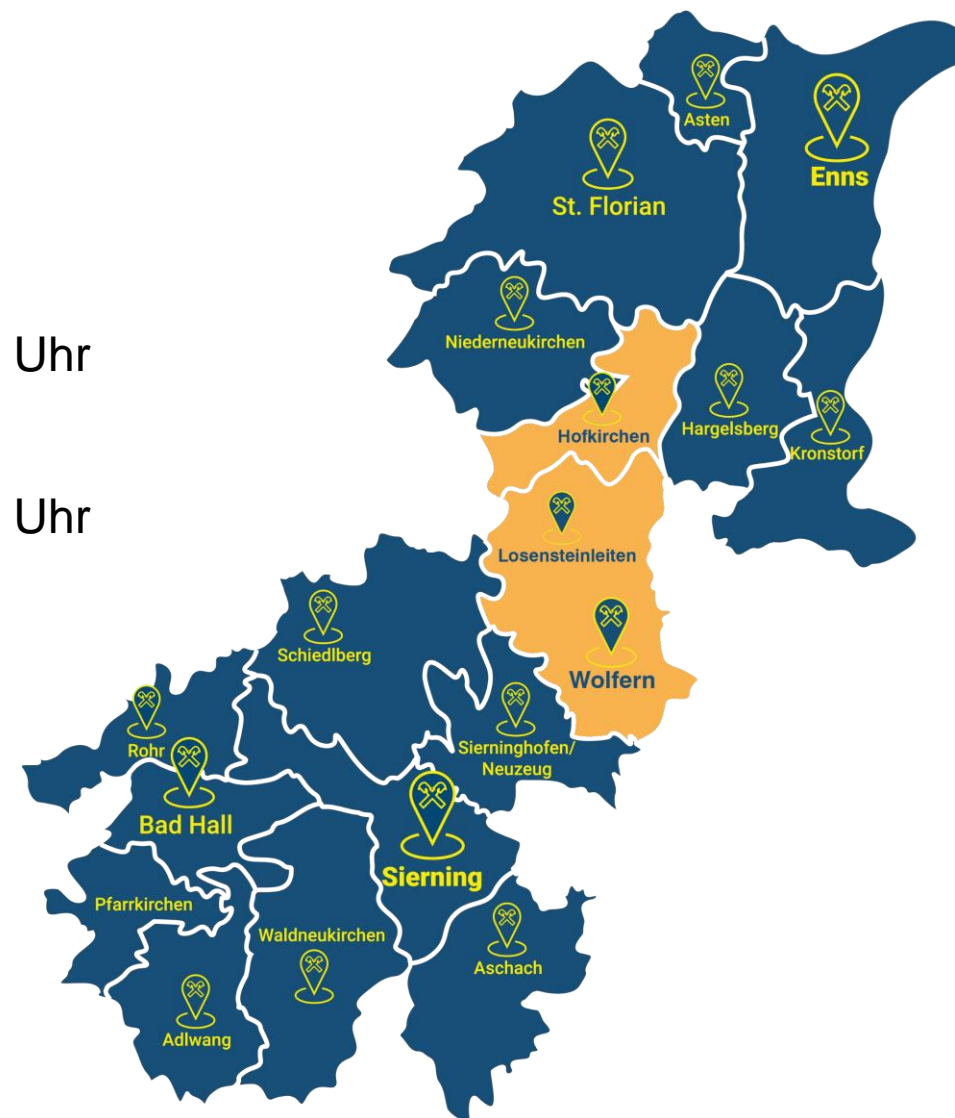 Asten
Enns
St. Florian
Niederneukirchen
Uhr
Hofkirchen
Hargelsberg
Kronstorf
Uhr
Losensteinleiten
Schiedlberg
Wolfern
Rohr
Sierninghofen/
Neuzeug
Bad Hall
Sierning
Pfarrkirchen
Waldneukirchen
Aschach
Adlwang